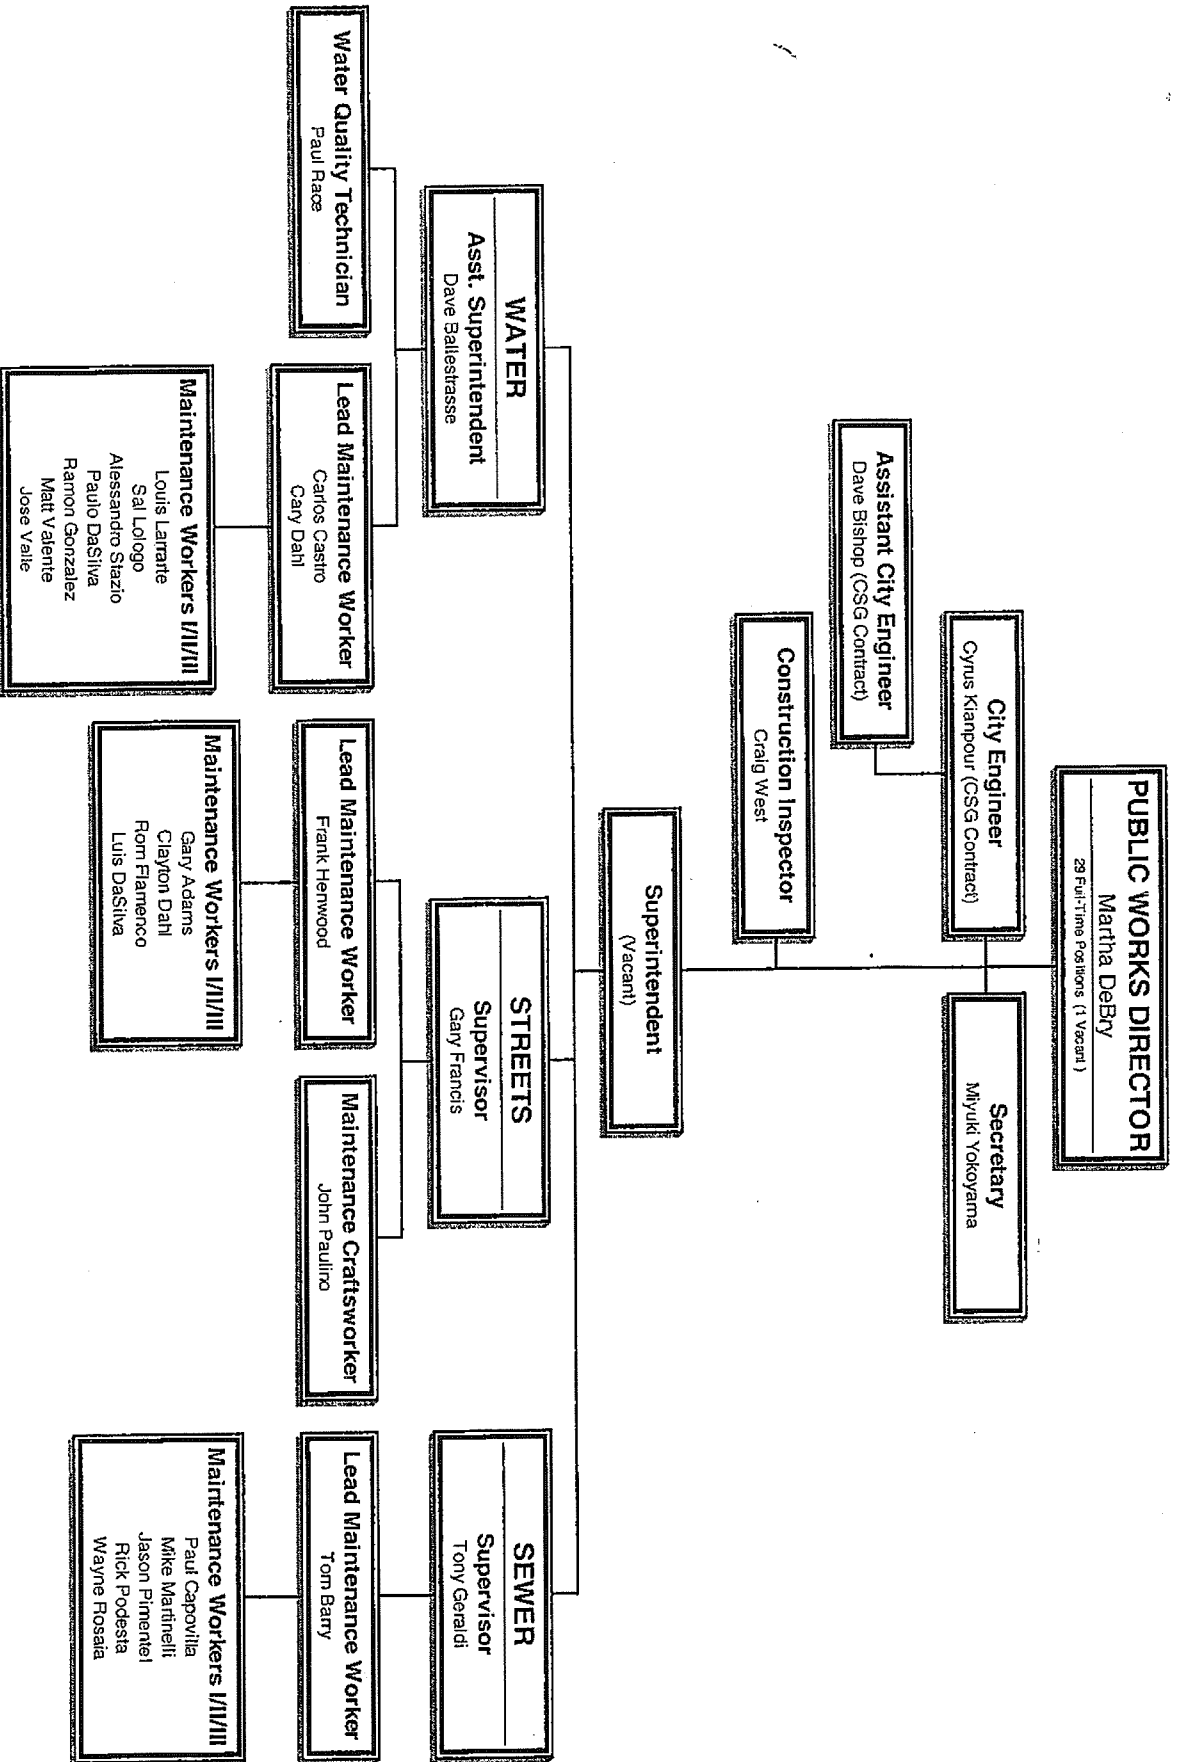 PUBLIC WORKS DIRECTOR
Martha DeBry
29 Full-Time Positions (1 Vacant)
City Engineer
Cyrus Kianpour (CSG Contract)
Secretary
Miyuki Yokoyama
Assistant City Engineer
Dave Bishop (CSG Contract)
Construction Inspector
Craig West
Superintendent
(Vacant)
WATER
Asst. Superintendent
Dave Ballestrasse
STREETS
Supervisor
Gary Francis
SEWER
Supervisor
Tony Geraldi
Water Quality Technician
Paul Race
Lead Maintenance Worker
Carlos Castro
Cary Dahl
Lead Maintenance Worker
Frank Henwood
Maintenance Craftsworker
John Paulino
Lead Maintenance Worker
Tom Barry
Maintenance Workers I/II/III
Louis Larrarte
Sal Lologo
Alessandro Stazio
Paulo DaSilva
Ramon Gonzalez
Matt Valente
Jose Valle
Maintenance Workers I/II/III
Gary Adams
Clayton Dahl
Rom Flamenco
Luis DaSilva
Maintenance Workers I/II/III
Paul Capovilla
Mike Martinelli
Jason Pimentel
Rick Podesta
Wayne Rosaia